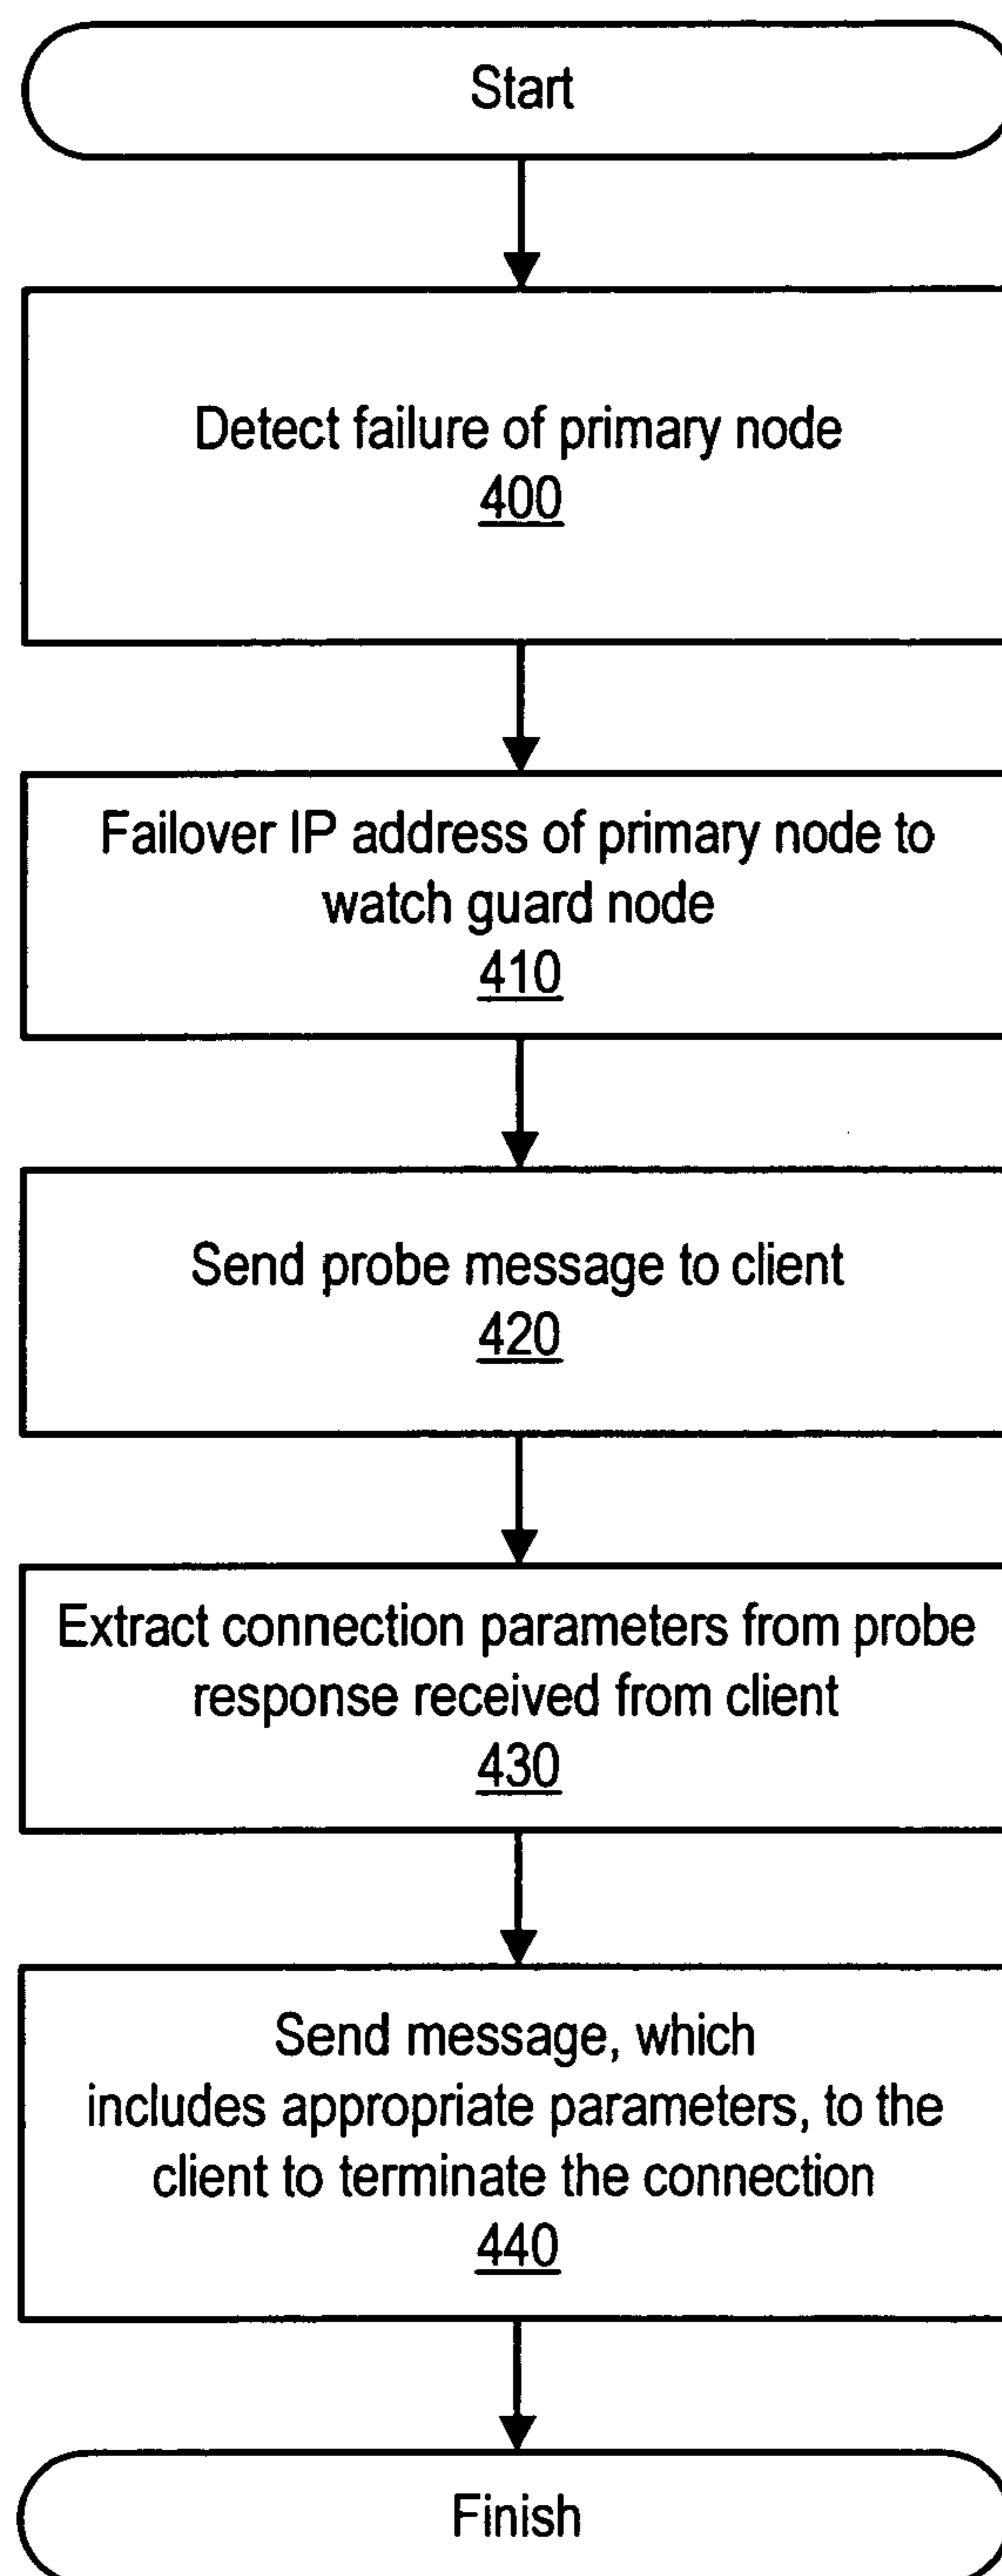 Start
Detect failure of primary node
400
Failover IP address of primary node to
watch guard node
410
Send probe message to client
420
Extract connection parameters from probe
response received from client
430
Send message, which
includes appropriate parameters, to the
client to terminate the connection
440
Finish